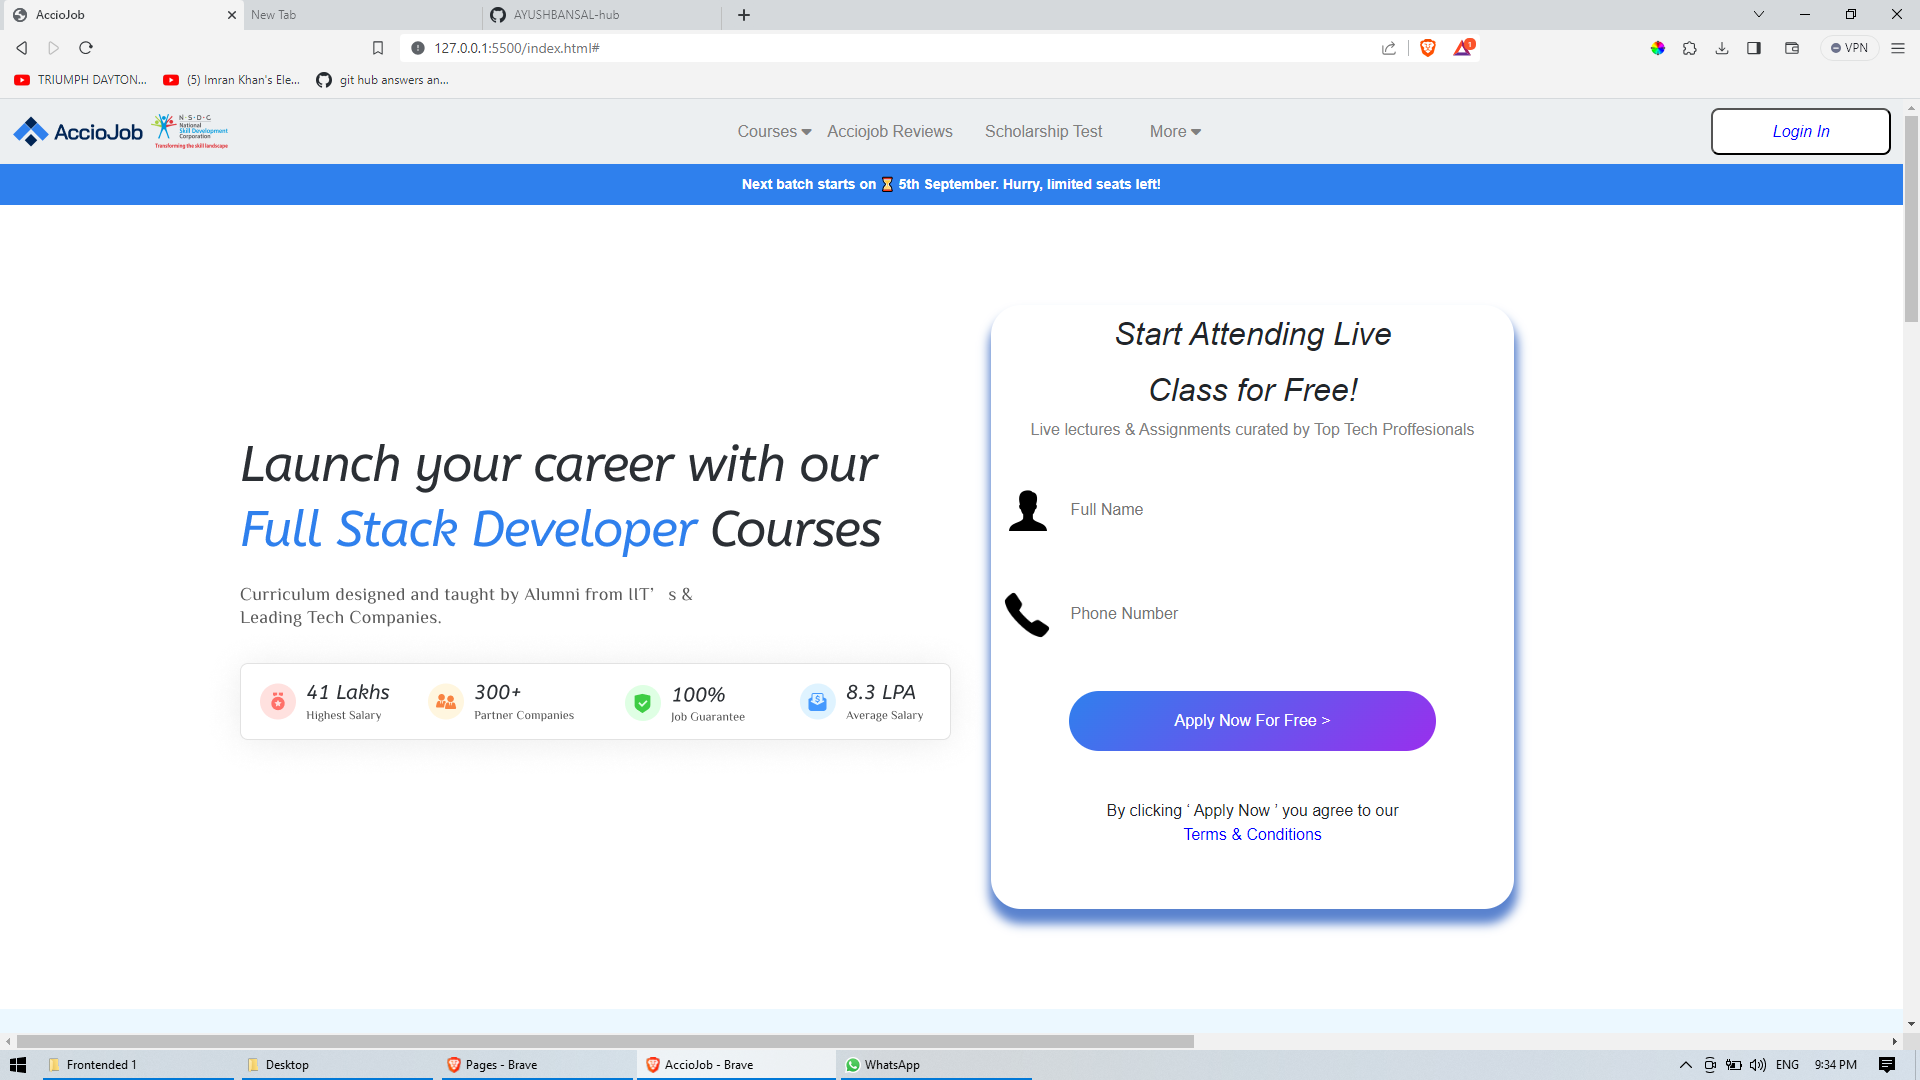 AccioJob
New Tab
AYUSHBANSAL-hub
127.0.0.1:5500/index.html#
1
VPN
TRIUMPH DAYTON...
(5) Imran Khan's Ele...
git hub answers an...
AccioJob
N·S·D·C
National
Skill Development
Corporation
Transforming the skill landscape
Courses
Acciojob Reviews
Scholarship Test
More
Login In
Next batch starts on ⏳ 5th September. Hurry, limited seats left!
Launch your career with our
Full Stack Developer Courses
Curriculum designed and taught by Alumni from IIT’ s &
Leading Tech Companies.
41 Lakhs
Highest Salary
300+
Partner Companies
100%
Job Guarantee
8.3 LPA
Average Salary
Start Attending Live
Class for Free!
Live lectures & Assignments curated by Top Tech Proffesionals
Full Name
Phone Number
Apply Now For Free >
By clicking ‘ Apply Now ’ you agree to our
Terms & Conditions
Frontended 1
Desktop
Pages - Brave
AccioJob - Brave
WhatsApp
ENG
9:34 PM